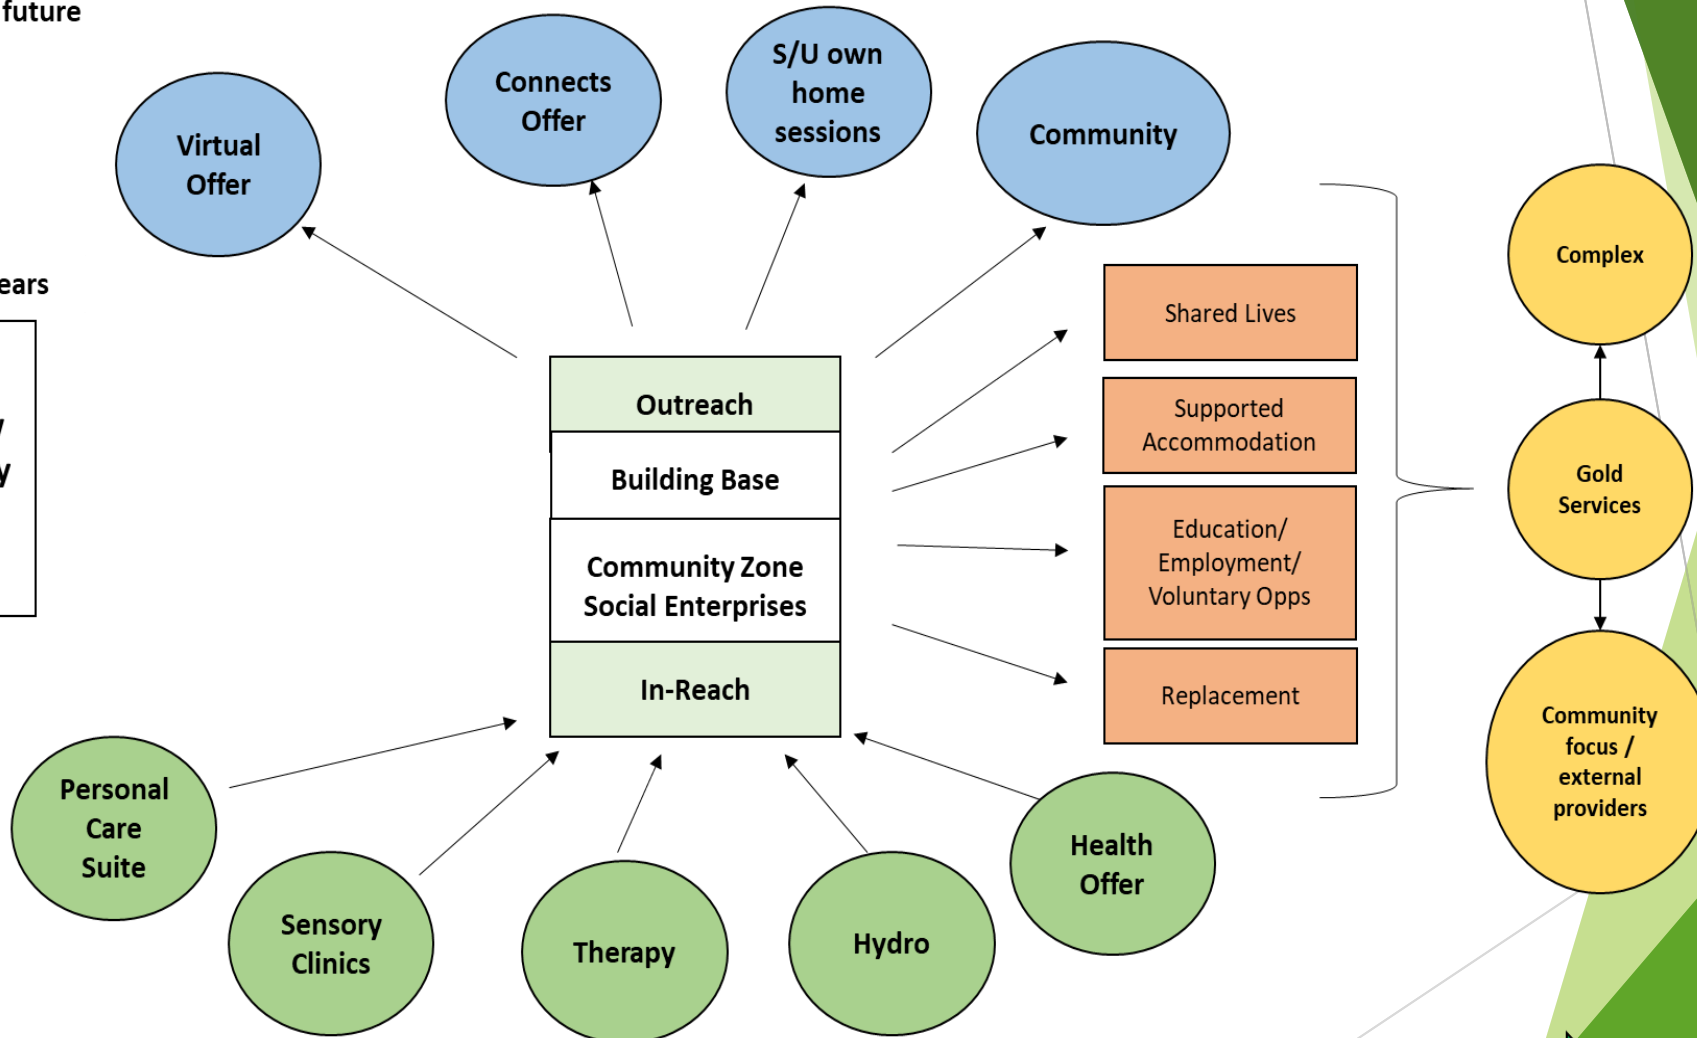 future
Connects
Offer
S/U own
home
sessions
Community
Virtual
Offer
Complex
ears
Shared Lives
Outreach
Supported
Accommodation
Building Base
Gold
Services
Education/
Employment/
Voluntary Opps
Community Zone
Social Enterprises
In-Reach
Replacement
Community
focus /
external
providers
Personal
Care
Suite
Health
Offer
Sensory
Clinics
Therapy
Hydro